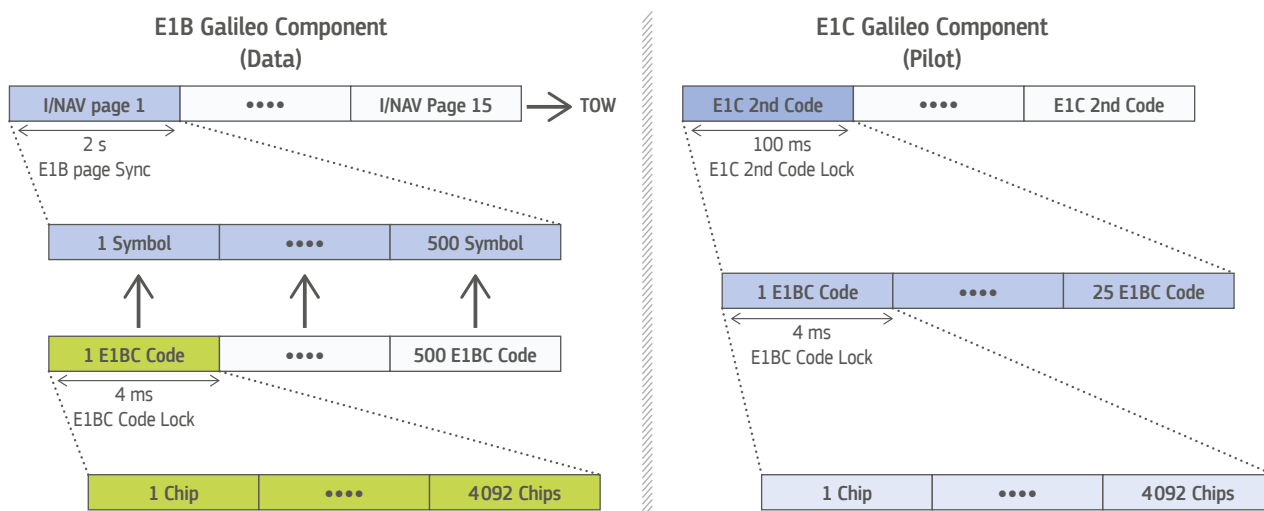 E1B Galileo Component
(Data)
I/NAV page 1
••••
I/NAV Page 15
TOW
2 s
E1B page Sync
1 Symbol
••••
500 Symbol
1 E1BC Code
••••
500 E1BC Code
4 ms
E1BC Code Lock
1 Chip
••••
4092 Chips
E1C Galileo Component
(Pilot)
E1C 2nd Code
••••
E1C 2nd Code
100 ms
E1C 2nd Code Lock
1 E1BC Code
••••
25 E1BC Code
4 ms
E1BC Code Lock
1 Chip
••••
4092 Chips